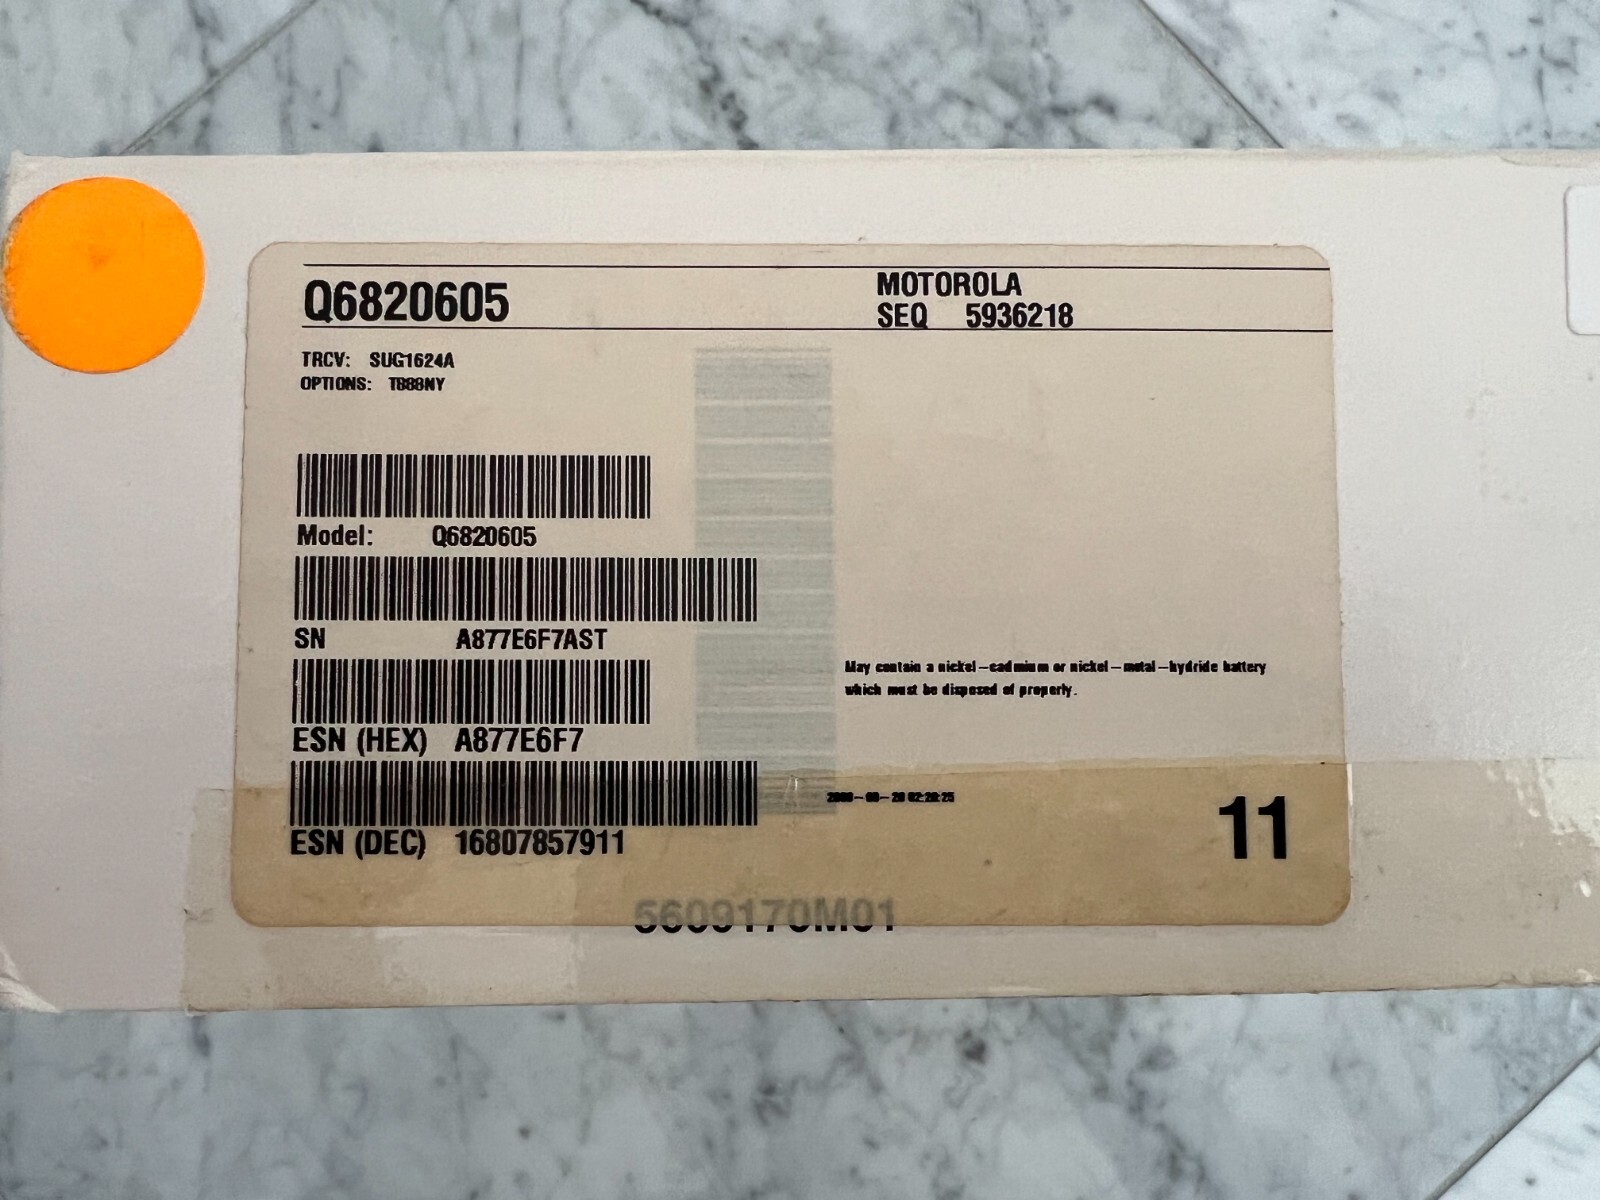 Q6820605
MOTOROLA
SEQ 5936218
TRCV: SUG1624A
OPTIONS: T888NY
Model: Q6820605
SN A877E6F7AST
ESN (HEX) A877E6F7
ESN (DEC) 16807857911
May contain a nickel-cadmium or nickel-metal-hydride battery
which must be disposed of properly.
11
5609170M01